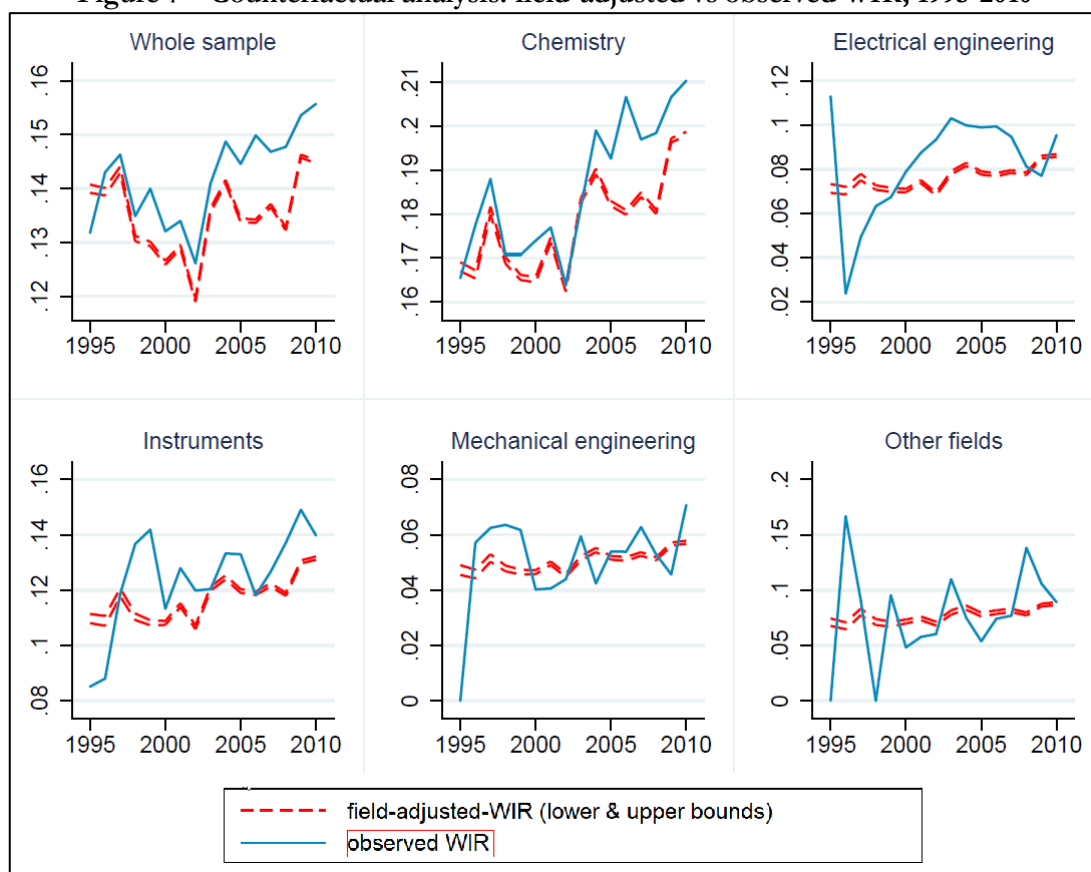 Whole sample
Chemistry
Electrical engineering
.16
.15
.14
.13
.12
1995 2000 2005 2010
.21
.2
.19
.18
.17
.16
1995 2000 2005 2010
.12
.1
.08
.06
.04
.02
1995 2000 2005 2010
Instruments
Mechanical engineering
Other fields
.16
.14
.12
.1
.08
1995 2000 2005 2010
.08
.06
.04
.02
0
1995 2000 2005 2010
.2
.15
.1
.05
0
1995 2000 2005 2010
field-adjusted-WIR (lower & upper bounds)
observed WIR